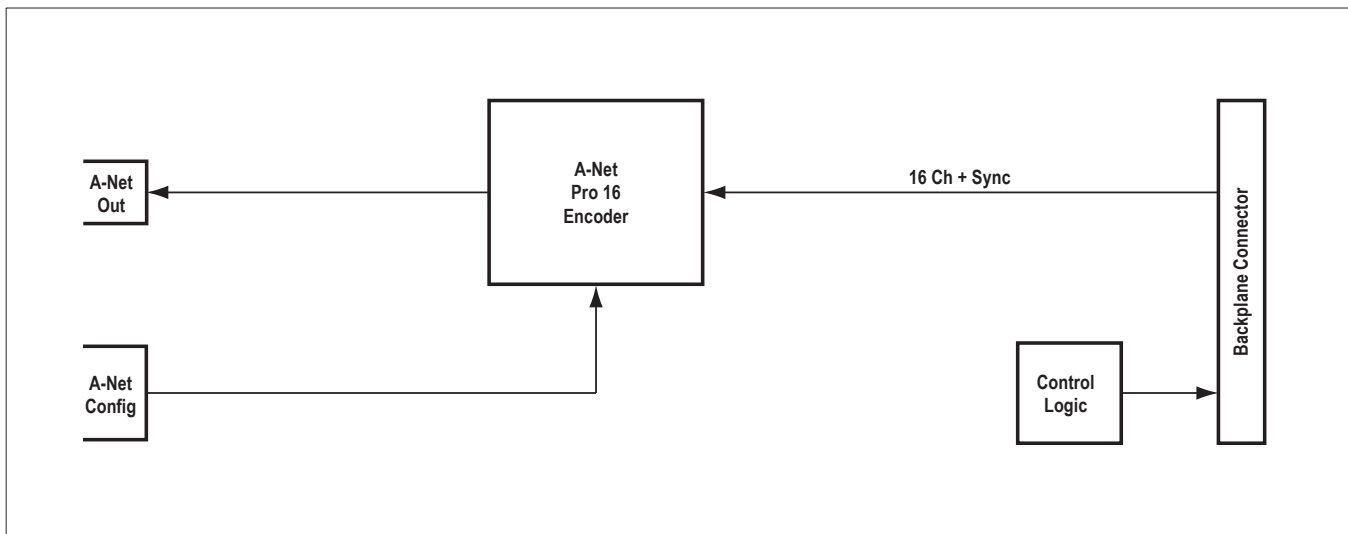 A-Net
Out
A-Net
Pro 16
Encoder
16 Ch + Sync
Backplane Connector
A-Net
Config
Control
Logic